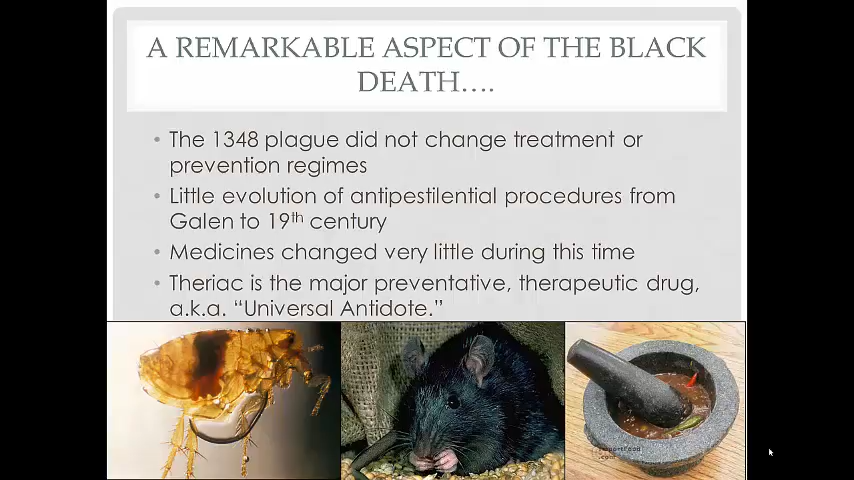 A REMARKABLE ASPECT OF THE BLACK
DEATH….
• The 1348 plague did not change treatment or
prevention regimes
• Little evolution of antipestilential procedures from
Galen to 19th century
• Medicines changed very little during this time
• Theriac is the major preventative, therapeutic drug,
a.k.a. “Universal Antidote.”
.com